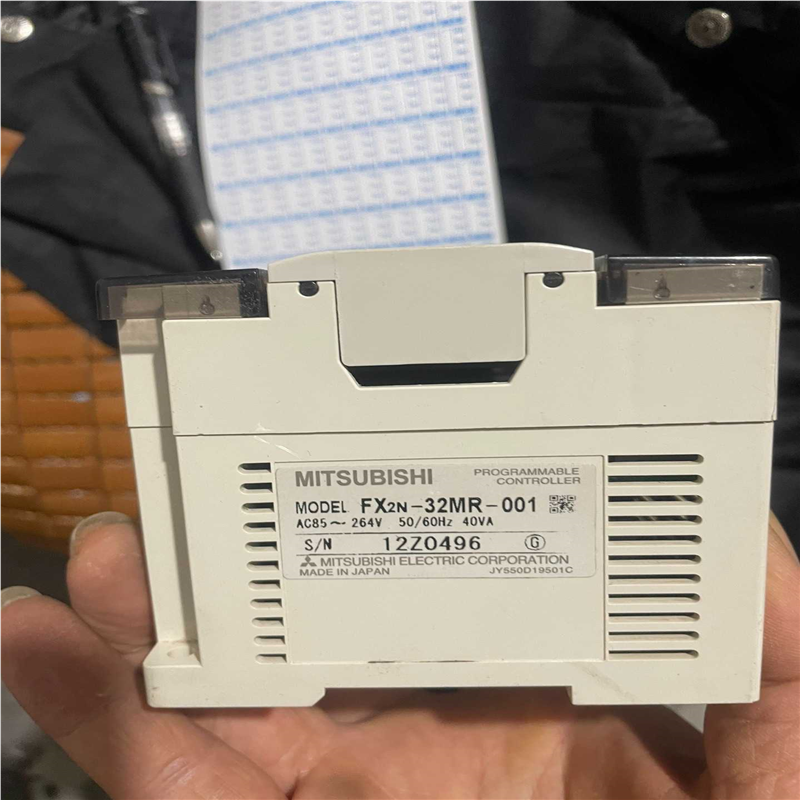 MITSUBISHI PROGRAMMABLE CONTROLLER
MODEL FX2N-32MR-001
AC85~264V 50/60Hz 40VA
S/N 12Z0496 G
MITSUBISHI ELECTRIC CORPORATION
MADE IN JAPAN JY550D19501C